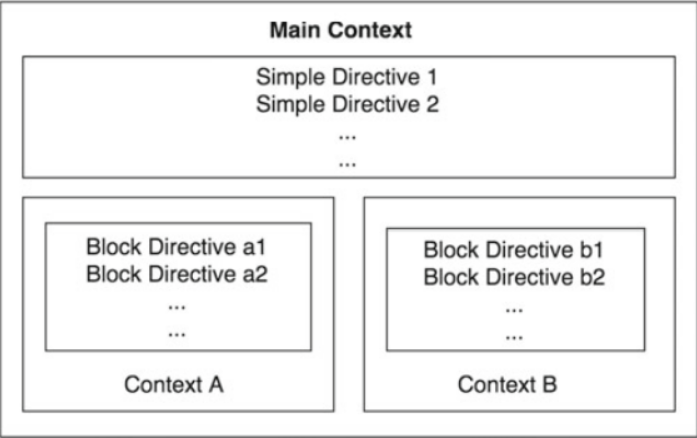 Main Context
Simple Directive 1
Simple Directive 2
...
...
Block Directive a1
Block Directive a2
...
...
Context A
Block Directive b1
Block Directive b2
...
...
Context B